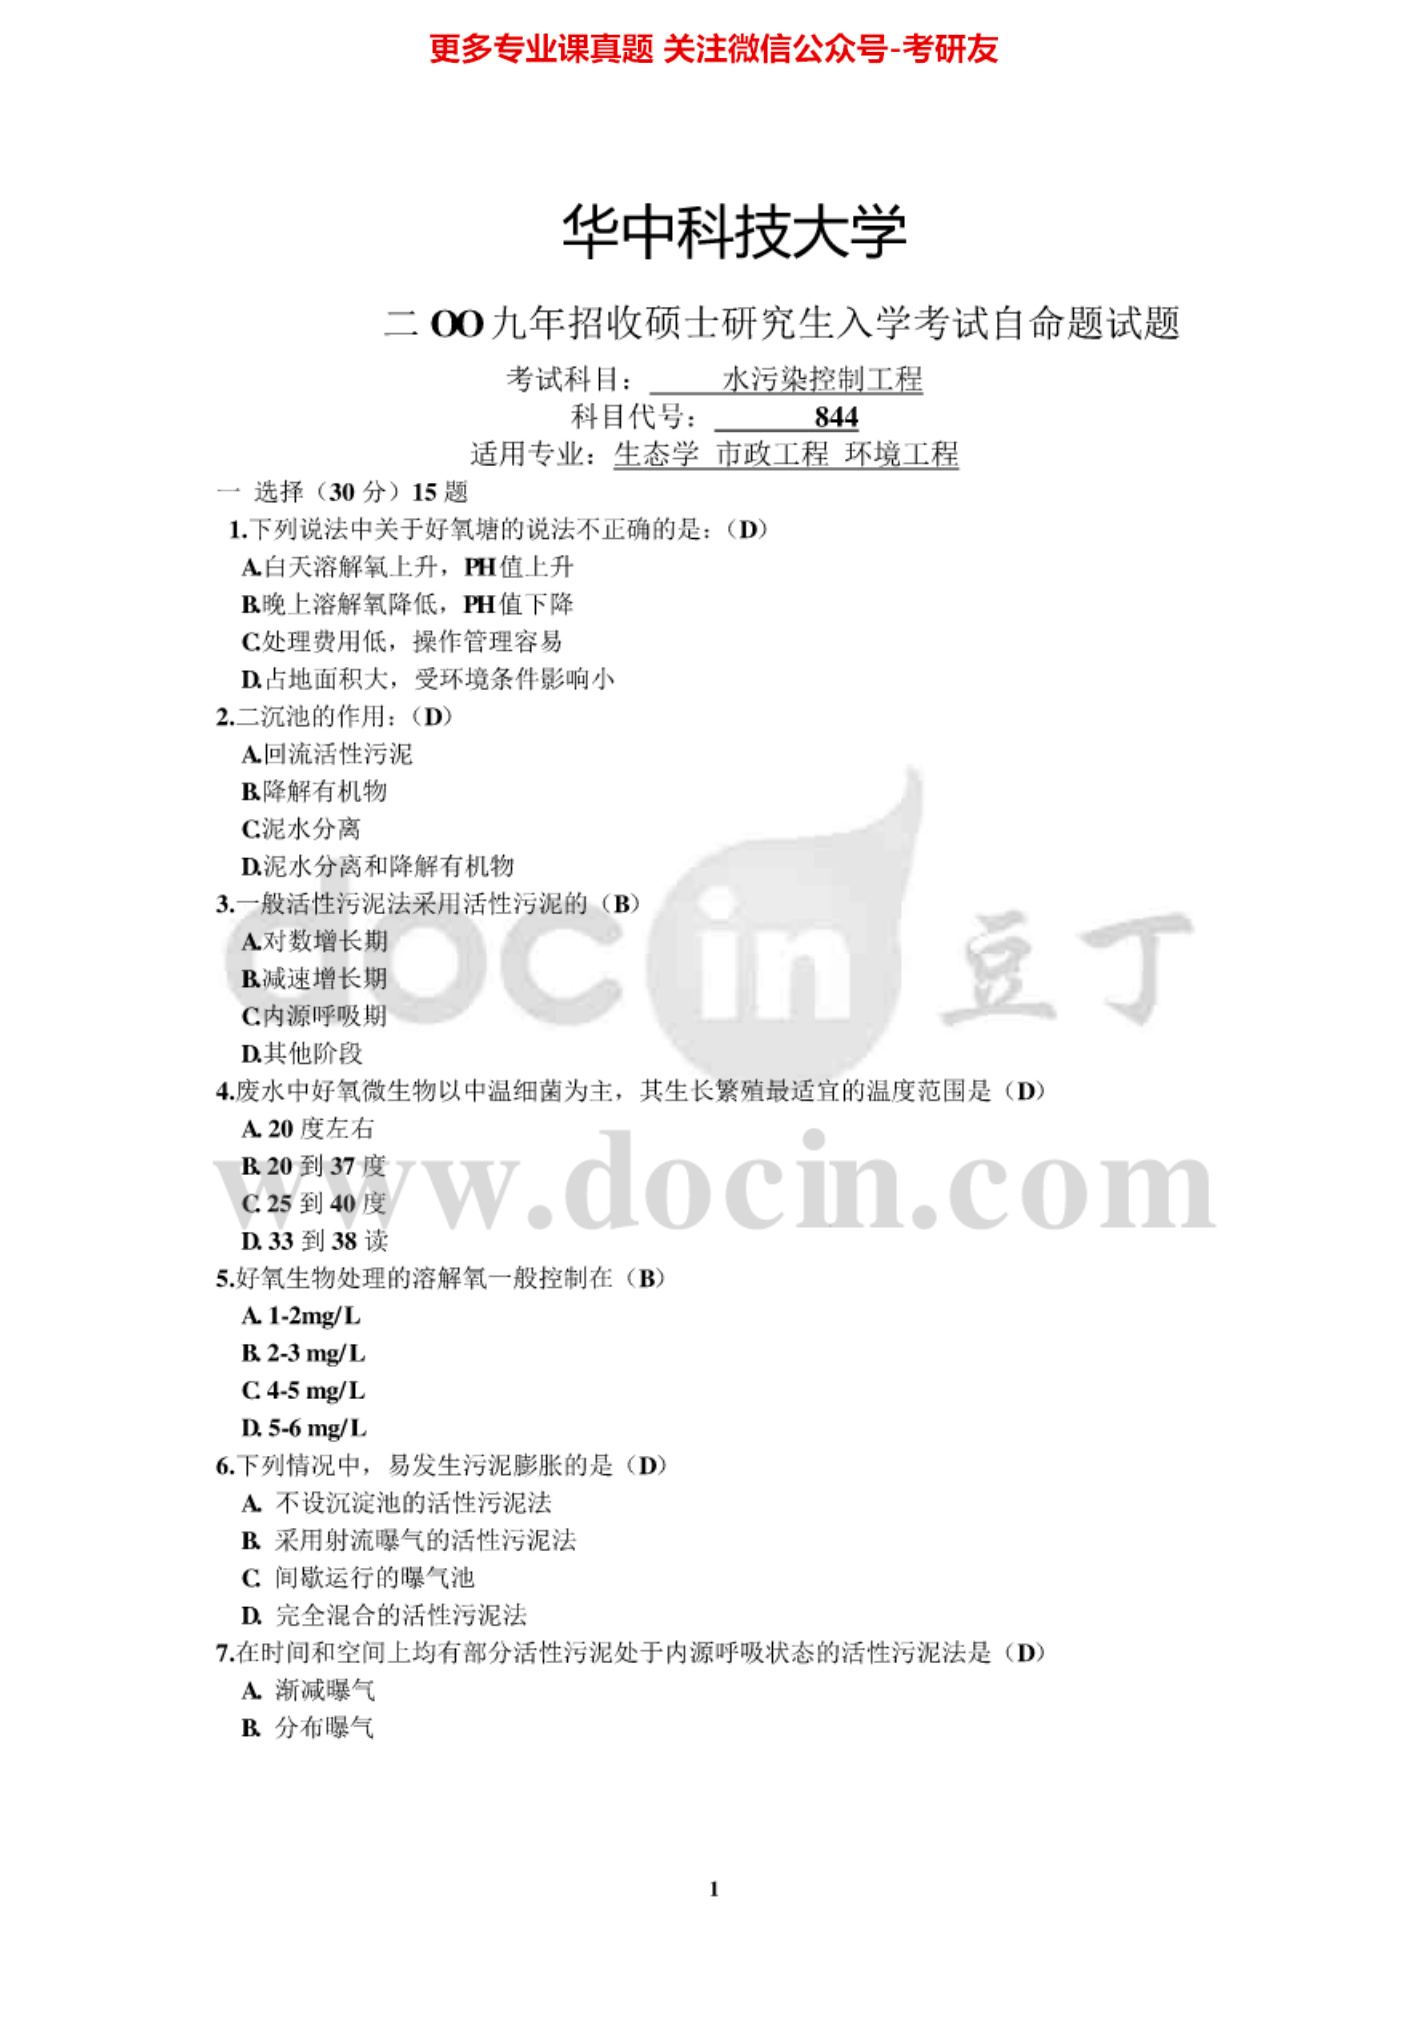 更多专业课真题 关注微信公众号-考研友
华中科技大学
二OO九年招收硕士研究生入学考试自命题试题
考试科目： 水污染控制工程
科目代号： 844
适用专业：生态学 市政工程 环境工程
一 选择（30 分）15 题
1.下列说法中关于好氧塘的说法不正确的是：（D）
A.白天溶解氧上升，PH值上升
B.晚上溶解氧降低，PH值下降
C.处理费用低，操作管理容易
D.占地面积大，受环境条件影响小
2.二沉池的作用：（D）
A.回流活性污泥
B.降解有机物
C.泥水分离
D.泥水分离和降解有机物
3.一般活性污泥法采用活性污泥的（B）
A.对数增长期
B.减速增长期
C.内源呼吸期
D.其他阶段
4.废水中好氧微生物以中温细菌为主，其生长繁殖最适宜的温度范围是（D）
A. 20 度左右
B. 20 到 37 度
C. 25 到 40 度
D. 33 到 38 读
5.好氧生物处理的溶解氧一般控制在（B）
A. 1-2mg/L
B. 2-3 mg/L
C. 4-5 mg/L
D. 5-6 mg/L
6.下列情况中，易发生污泥膨胀的是（D）
A. 不设沉淀池的活性污泥法
B. 采用射流曝气的活性污泥法
C. 间歇运行的曝气池
D. 完全混合的活性污泥法
7.在时间和空间上均有部分活性污泥处于内源呼吸状态的活性污泥法是（D）
A. 渐减曝气
B. 分布曝气
docin 豆丁
www.docin.com
1